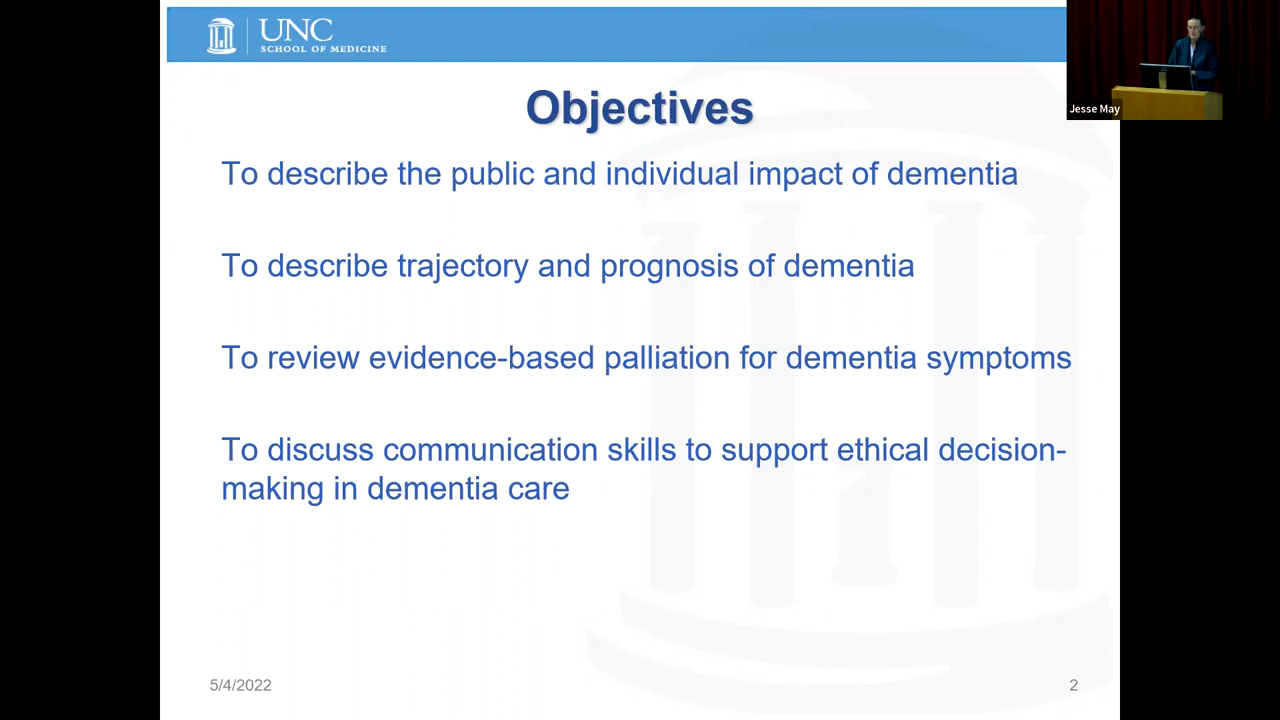 UNC
SCHOOL OF MEDICINE
Jesse May
Objectives
To describe the public and individual impact of dementia
To describe trajectory and prognosis of dementia
To review evidence-based palliation for dementia symptoms
To discuss communication skills to support ethical decision-
making in dementia care
5/4/2022
2